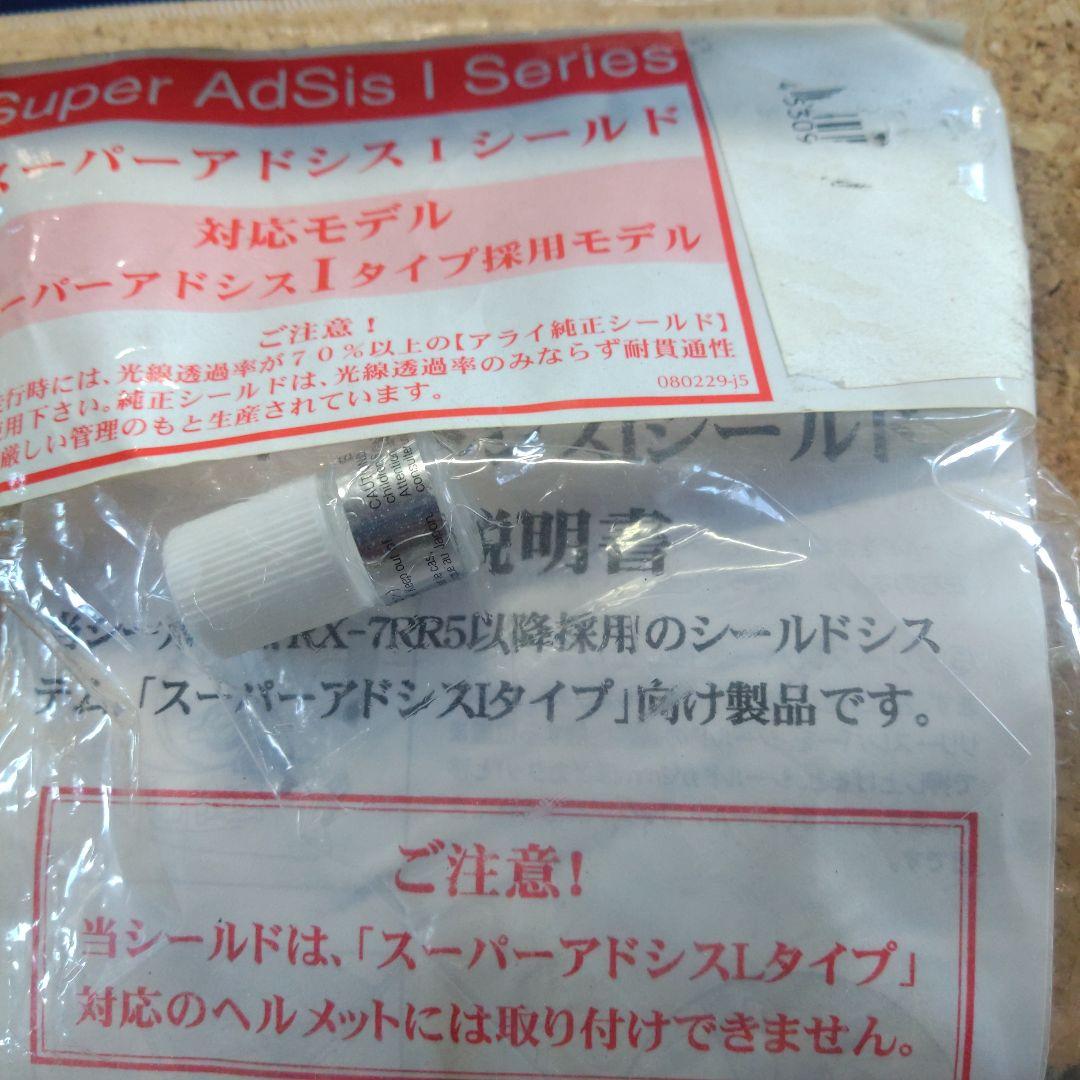 Super AdSis I Series
スーパーアドシス I シールド
対応モデル
ーパーアドシスIタイプ採用モデル
ご注意！
走行時には、光線透過率が70%以上の【アライ純正シールド】
使用下さい。純正シールドは、光線透過率のみならず耐貫通性
厳しい管理のもと生産されています。
080229-j5
シールド
説明書
RX-7RR5以降採用のシールドシス
テム、「スーパーアドシスIタイプ」向け製品です。
ご注意！
当シールドは、「スーパーアドシスLタイプ」
対応のヘルメットには取り付けできません。